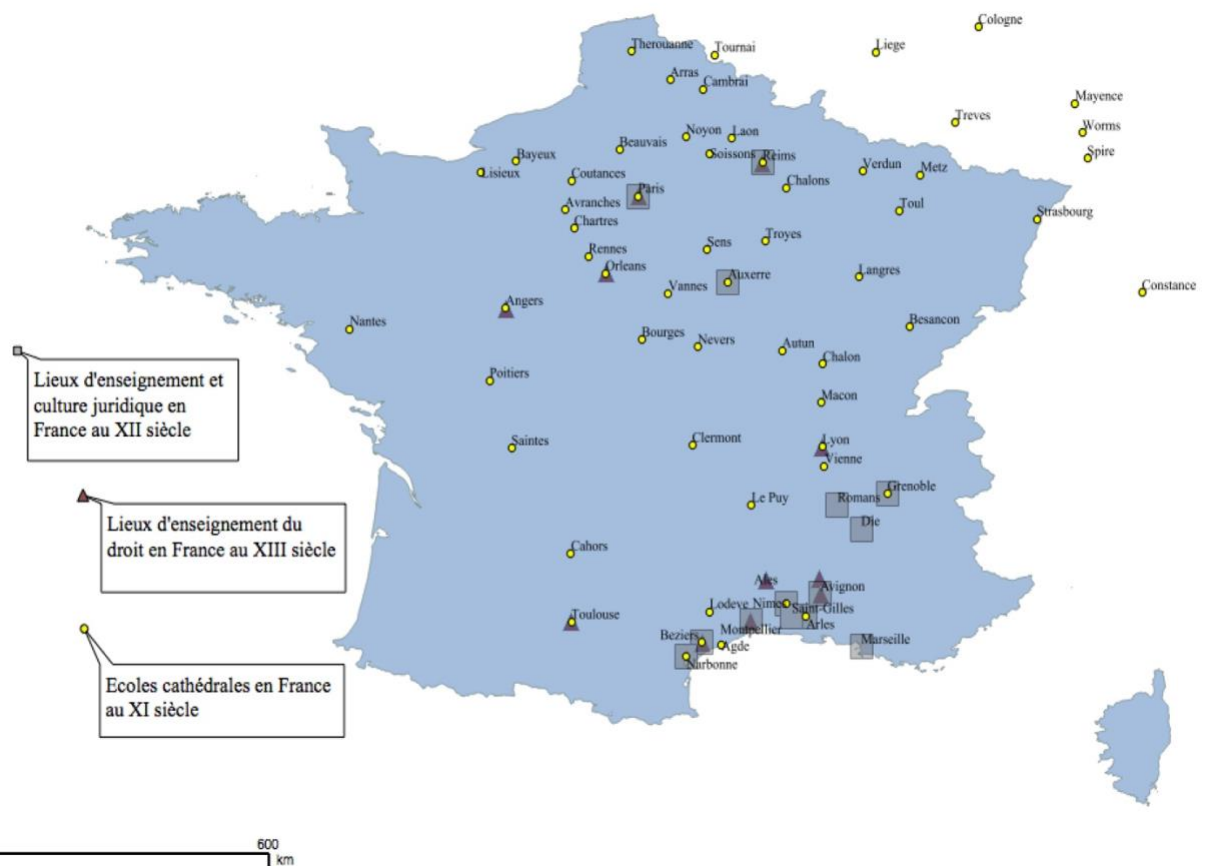 Cologne
Therouanne
Tournai
Liege
Arras
Cambrai
Mayence
Treves
Worms
Noyon
Laon
Beauvais
Soissons
Reims
Spire
Bayeux
Lisieux
Coutances
Verdun
Metz
Chalons
Paris
Avranches
Toul
Strasbourg
Chartres
Troyes
Sens
Rennes
Orleans
Auxerre
Langres
Vannes
Constance
Angers
Nantes
Besancon
Bourges
Nevers
Autun
Chalon
Poitiers
Macon
Lieux d'enseignement et
culture juridique en
France au XII siècle
Saintes
Clermont
Lyon
Vienne
Le Puy
Romans
Grenoble
Die
Lieux d'enseignement du
droit en France au XIII siècle
Cahors
Ales
Avignon
Toulouse
Lodeve
Nimes
Saint-Gilles
Arles
Montpellier
Beziers
Agde
Marseille
Narbonne
Ecoles cathédrales en France
au XI siècle
600
km